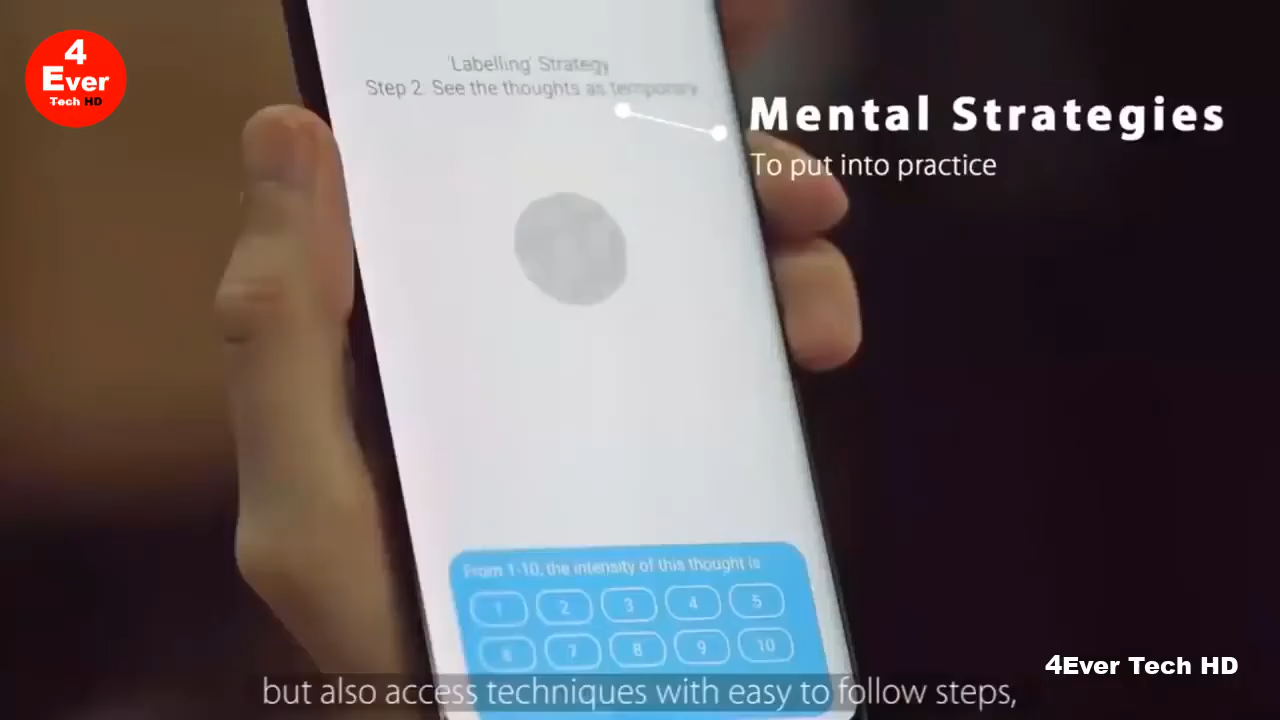 4
Ever
Tech HD
'Labelling' Strategy
Step 2. See the thoughts as temporary
Mental Strategies
To put into practice
From 1-10, the intensity of this thought is
1 2 3 4 5
6 7 8 9 10
4Ever Tech HD
but also access techniques with easy to follow steps,